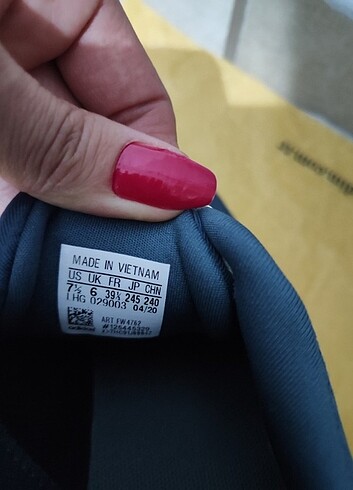 MADE IN VIETNAM
US UK FR JP CHN
7½ 6 39⅓ 245 240
LHG 029003 04/20
ART FW4762
adidas